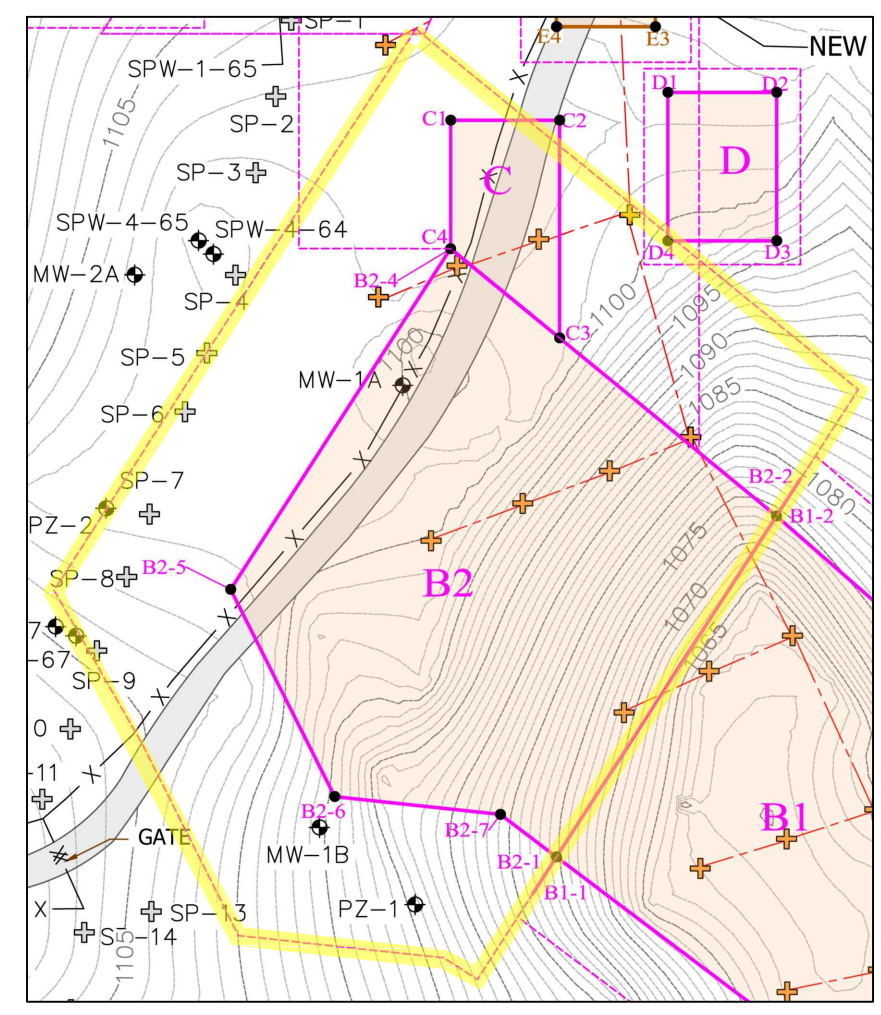 SP-1
E4
E3
NEW
SPW-1-65
1105
D1
D2
SP-2
C1
C2
D
SP-3
C
SPW-4-65
SPW-4-64
C4
D4
D3
MW-2A
B2-4
SP-4
1100
1095
C3
1100
SP-5
1090
MW-1A
1085
SP-6
B2-2
SP-7
1080
B1-2
PZ-2
1075
B2-5
SP-8
B2
1070
7
1065
-67
SP-9
0
-11
B2-6
B1
B2-7
GATE
MW-1B
B2-1
B1-1
X
PZ-1
SP-13
1105